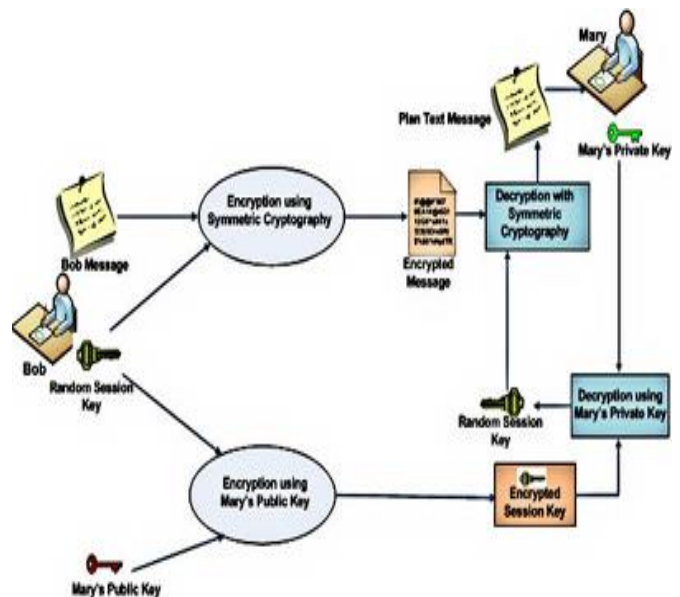 Mary
Plan Text Message
Mary's Private Key
Encryption using
Symmetric Cryptography
Decryption with
Symmetric
Cryptography
Bob Message
Encrypted
Message
Bob
Random Session
Key
Random Session
Key
Decryption using
Mary's Private Key
Encryption using
Mary's Public Key
Encrypted
Session Key
Mary's Public Key